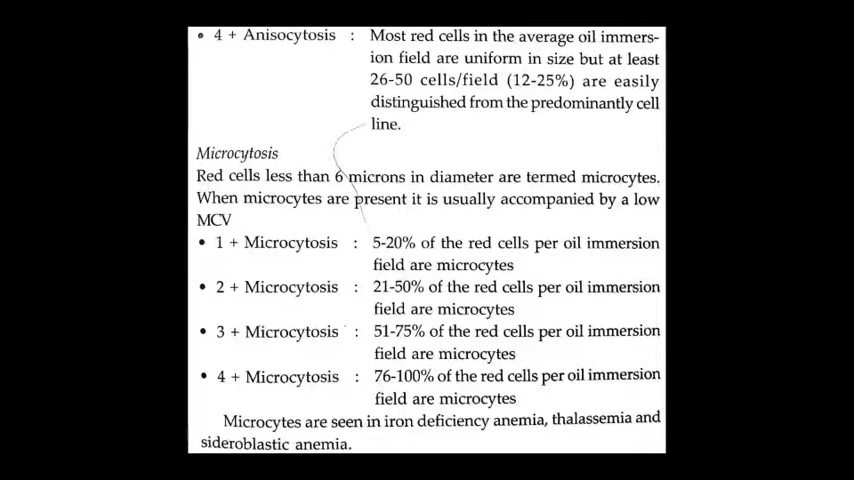 • 4 + Anisocytosis : Most red cells in the average oil immers-
ion field are uniform in size but at least
26-50 cells/field (12-25%) are easily
distinguished from the predominantly cell
line.
Microcytosis
Red cells less than 6 microns in diameter are termed microcytes.
When microcytes are present it is usually accompanied by a low
MCV
• 1 + Microcytosis : 5-20% of the red cells per oil immersion
field are microcytes
• 2 + Microcytosis : 21-50% of the red cells per oil immersion
field are microcytes
• 3 + Microcytosis : 51-75% of the red cells per oil immersion
field are microcytes
• 4 + Microcytosis : 76-100% of the red cells per oil immersion
field are microcytes
Microcytes are seen in iron deficiency anemia, thalassemia and
sideroblastic anemia.